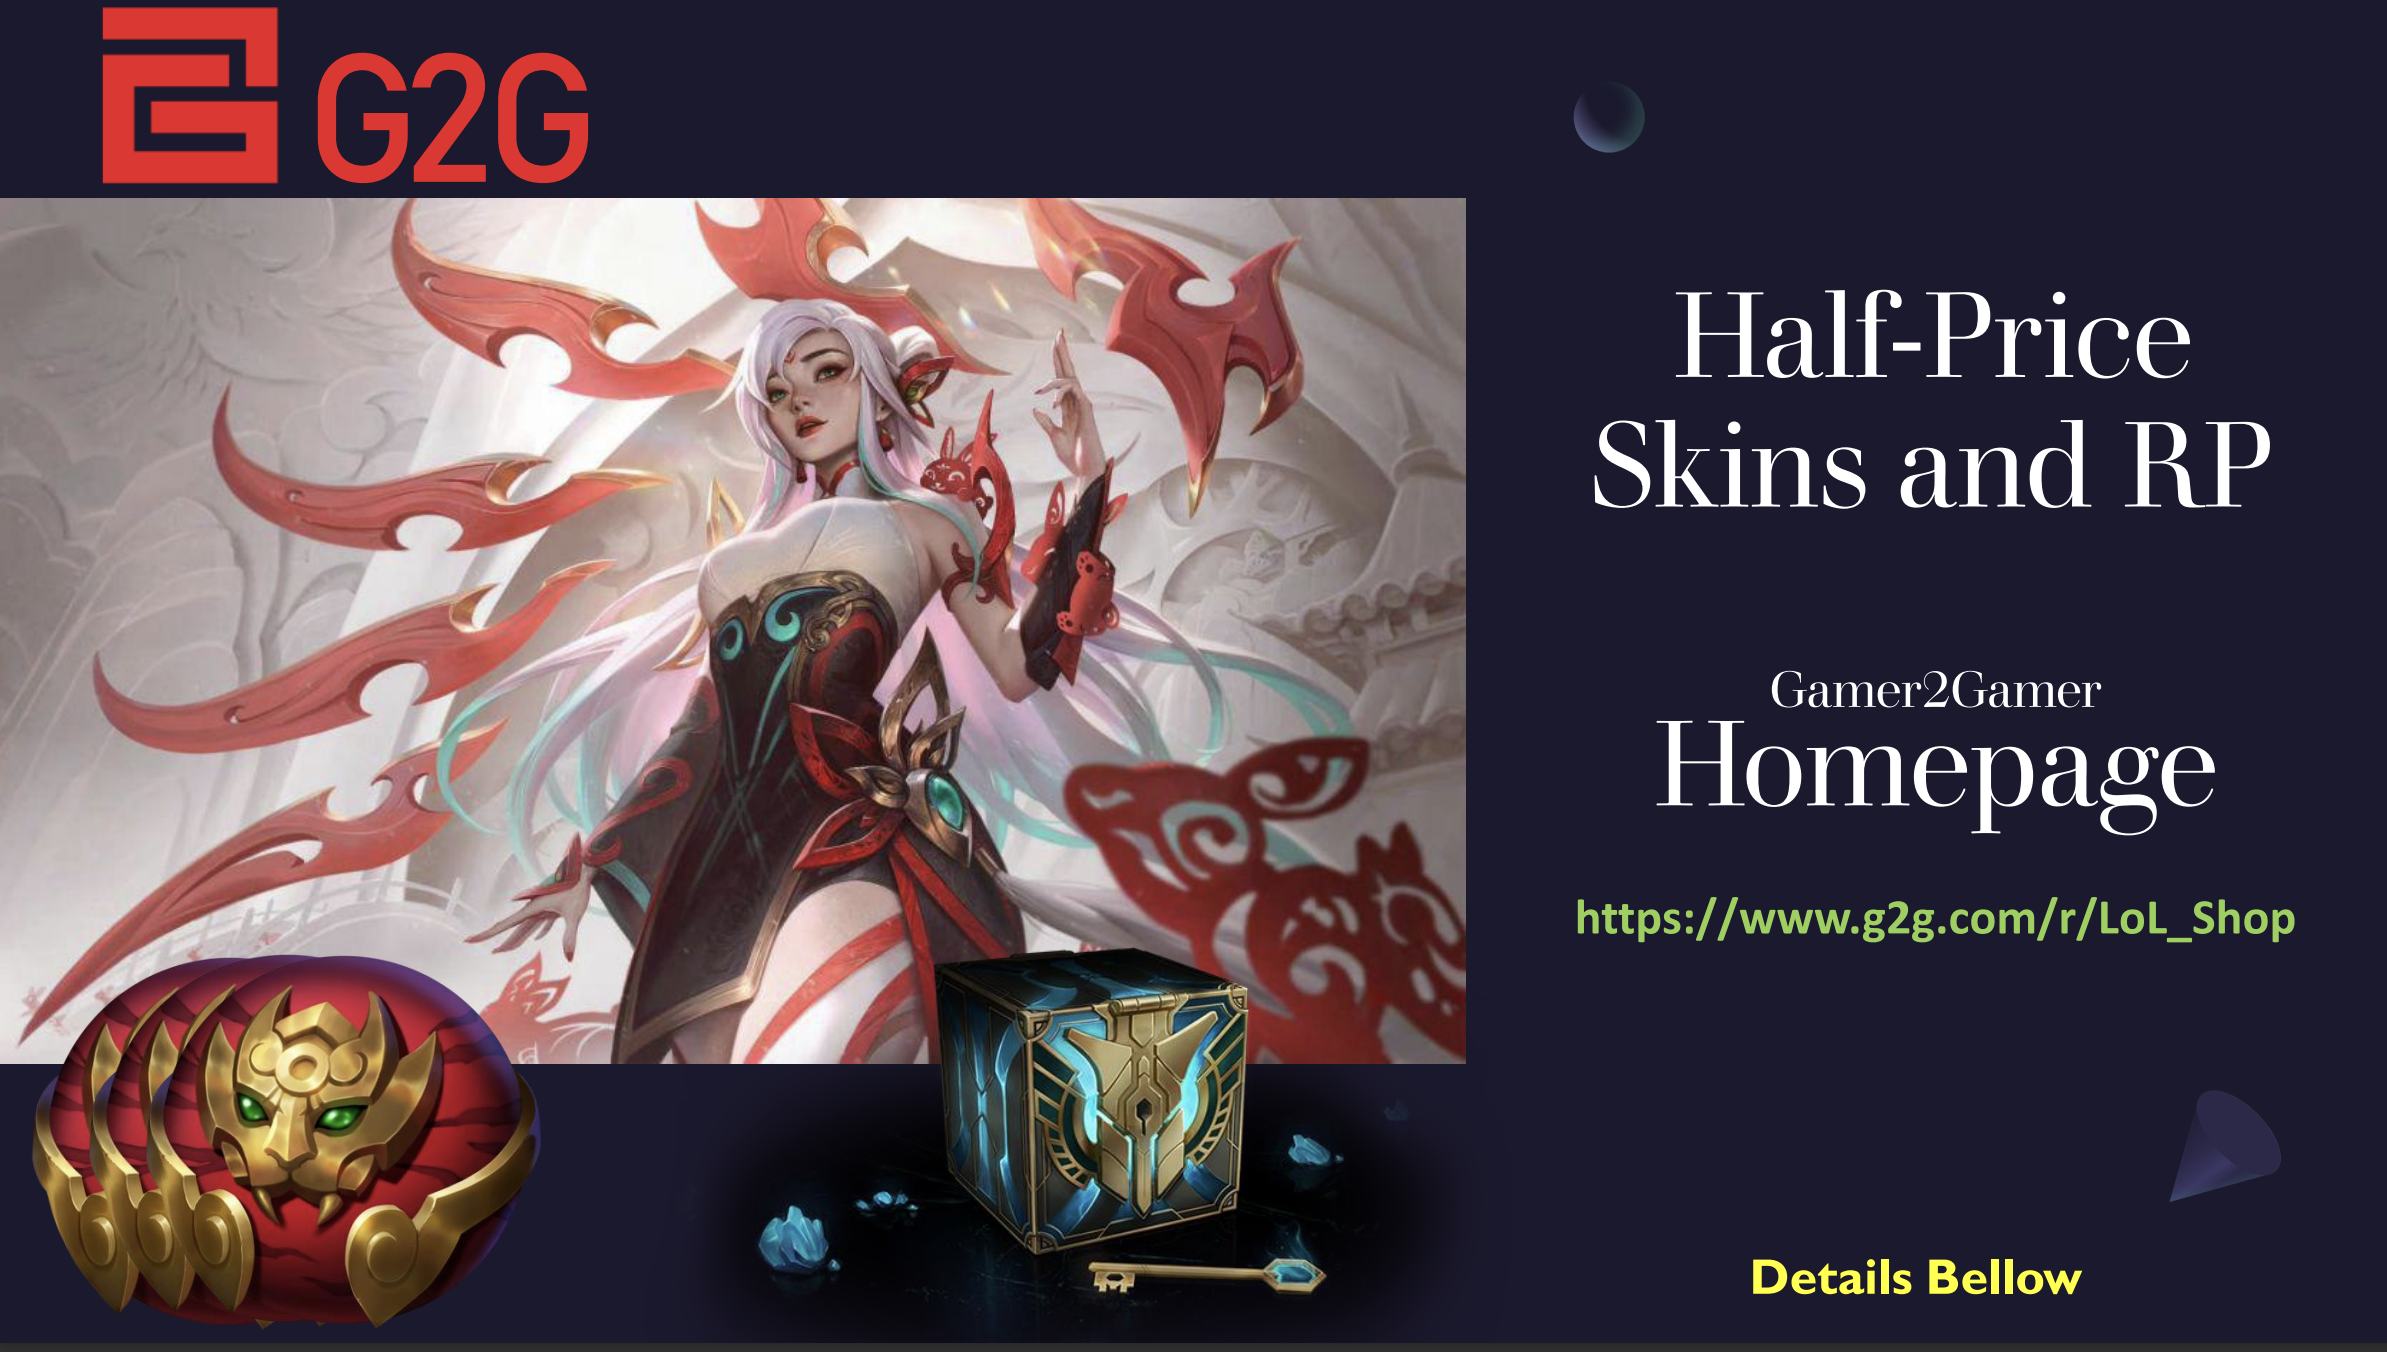 G2G
Half-Price
Skins and RP
Gamer2Gamer
Homepage
https://www.g2g.com/r/LoL_Shop
Details Bellow